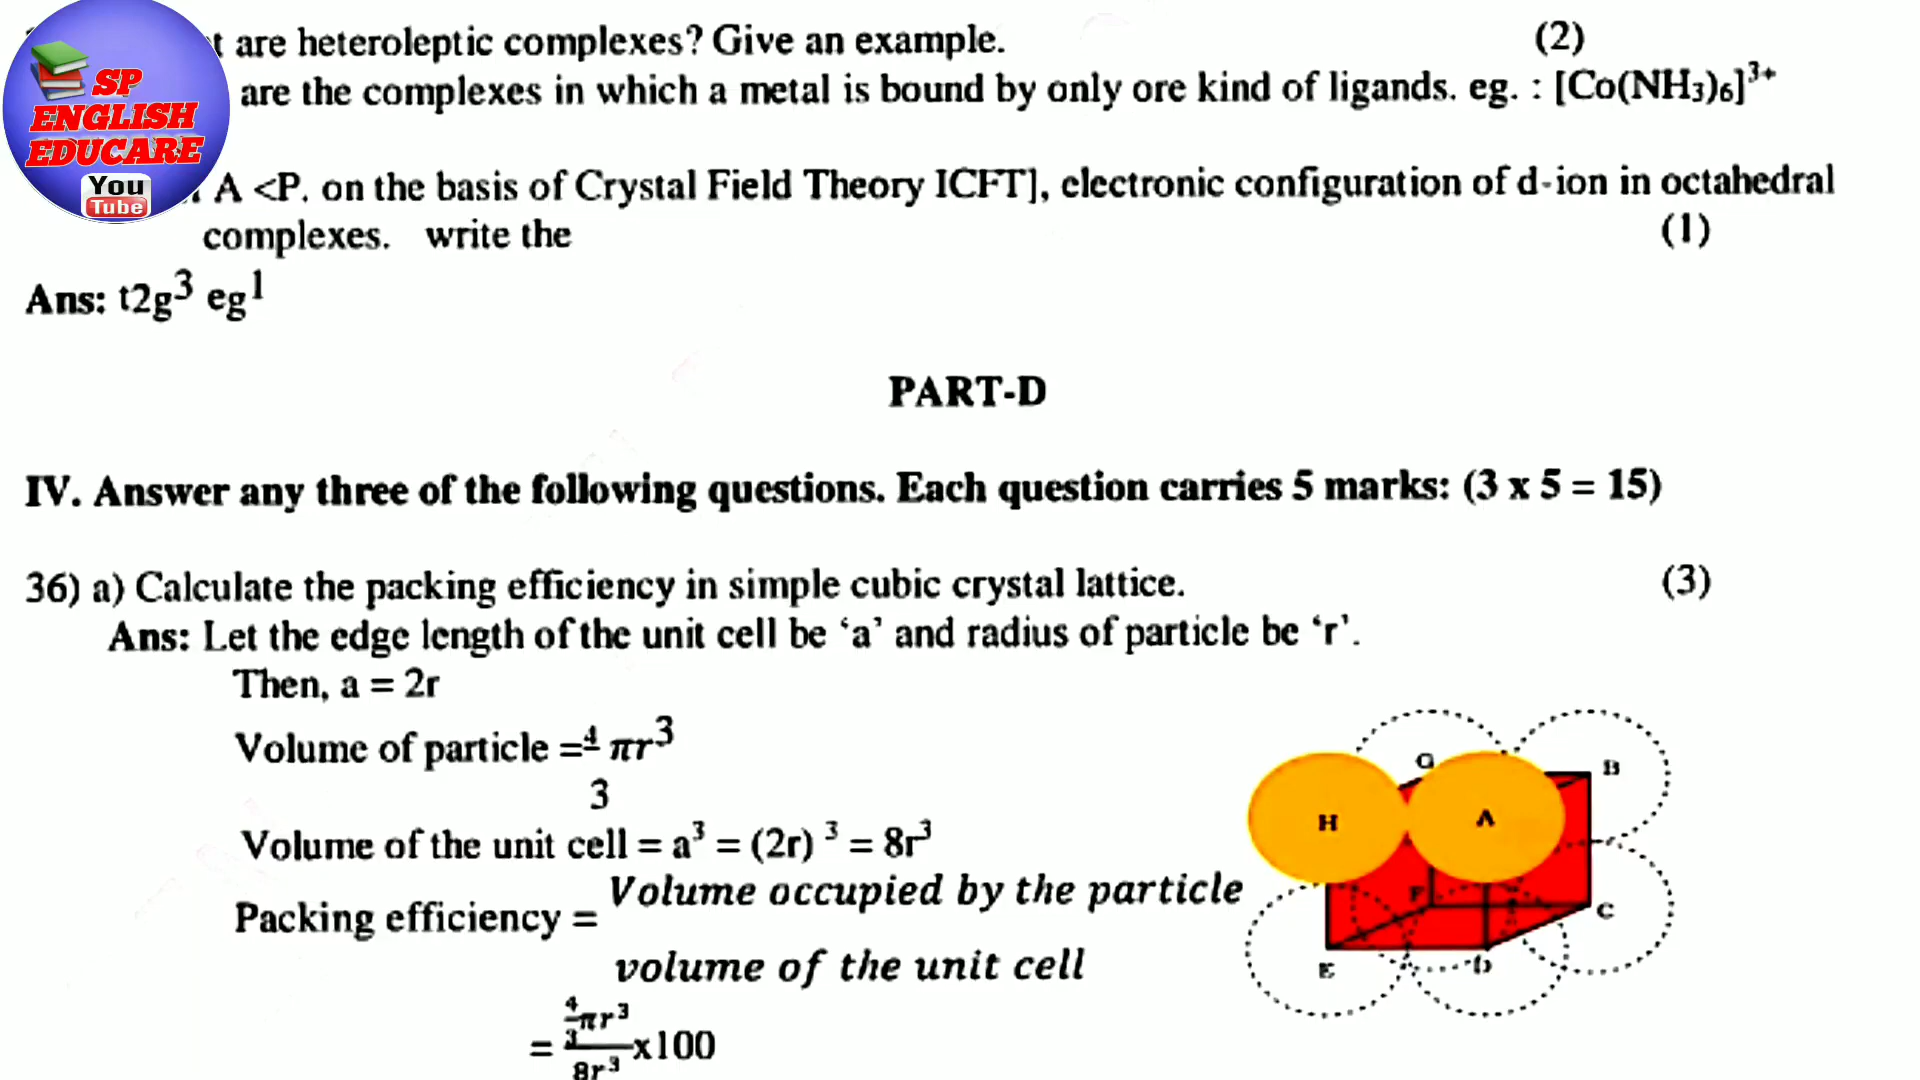 SP
ENGLISH
EDUCARE
You
Tube
are heteroleptic complexes? Give an example. (2)
are the complexes in which a metal is bound by only ore kind of ligands. eg. : [Co(NH₃)₆]³⁺
A <P. on the basis of Crystal Field Theory ICFT], electronic configuration of d-ion in octahedral
complexes. write the (1)
Ans: t2g³ eg¹
PART-D
IV. Answer any three of the following questions. Each question carries 5 marks: (3 x 5 = 15)
36) a) Calculate the packing efficiency in simple cubic crystal lattice. (3)
Ans: Let the edge length of the unit cell be ‘a’ and radius of particle be ‘r’.
Then, a = 2r
Volume of particle = 4 πr³
3
Volume of the unit cell = a³ = (2r) ³ = 8r³
Packing efficiency = Volume occupied by the particle
volume of the unit cell
= 4/3 πr³ / 8r³ x100
G
B
H
A
F
C
E
D